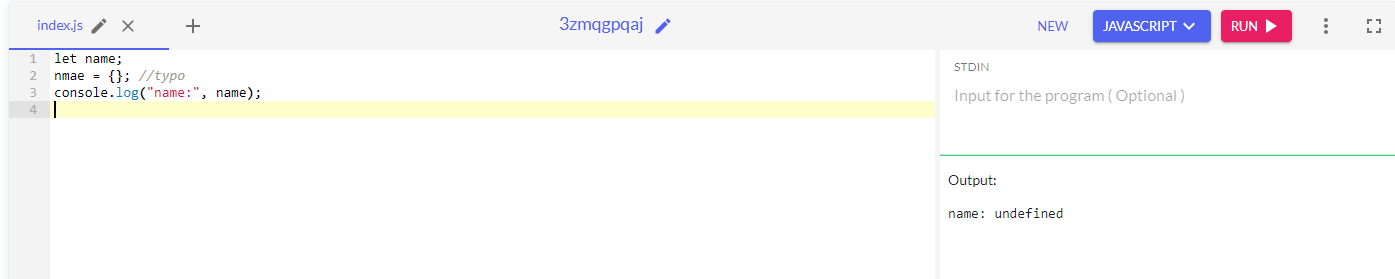 index.js
3zmqgpqaj
NEW
JAVASCRIPT
RUN
1 let name;
2 nmae = {}; //typo
3 console.log("name:", name);
4
STDIN
Input for the program ( Optional )
Output:
name: undefined